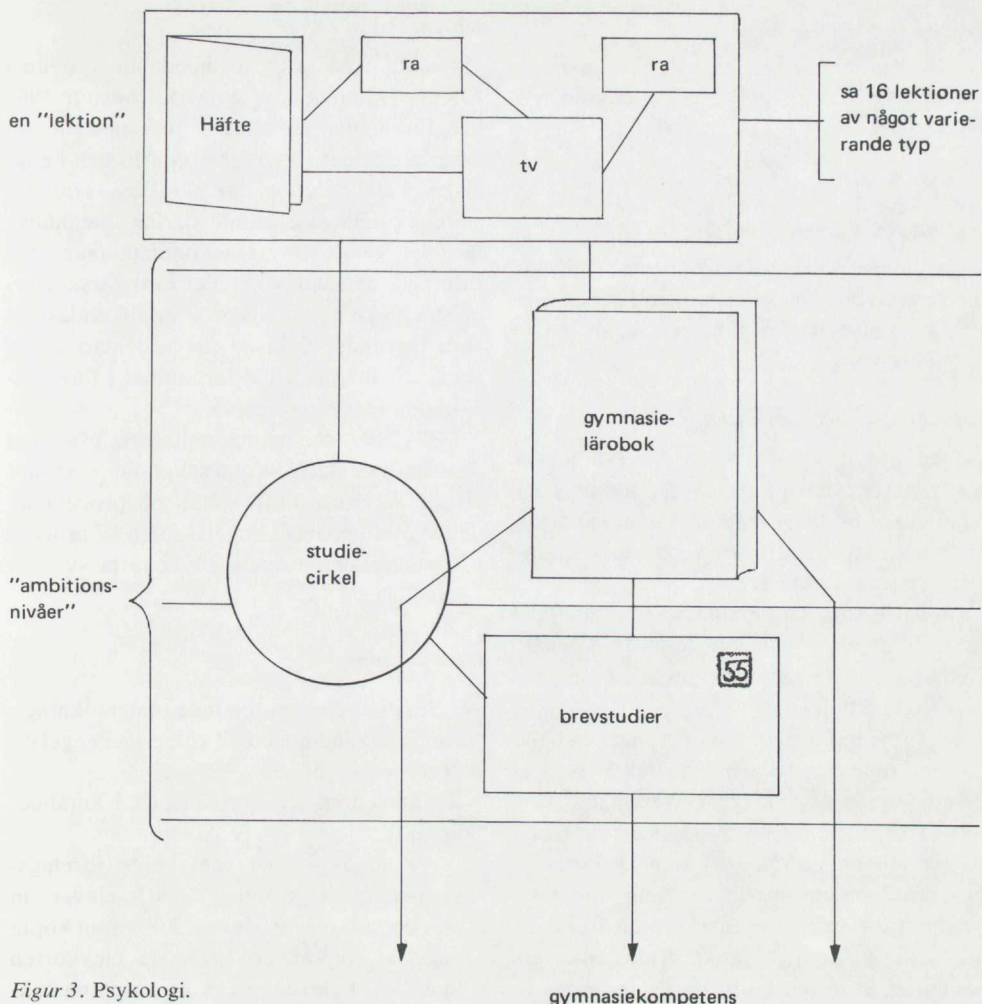 en "lektion"
Häfte
ra
ra
tv
sa 16 lektioner
av något varie-
rande typ
gymnasie-
lärobok
studie-
cirkel
"ambitions-
nivåer"
55
brevstudier
Figur 3. Psykologi.
gymnasiekompetens